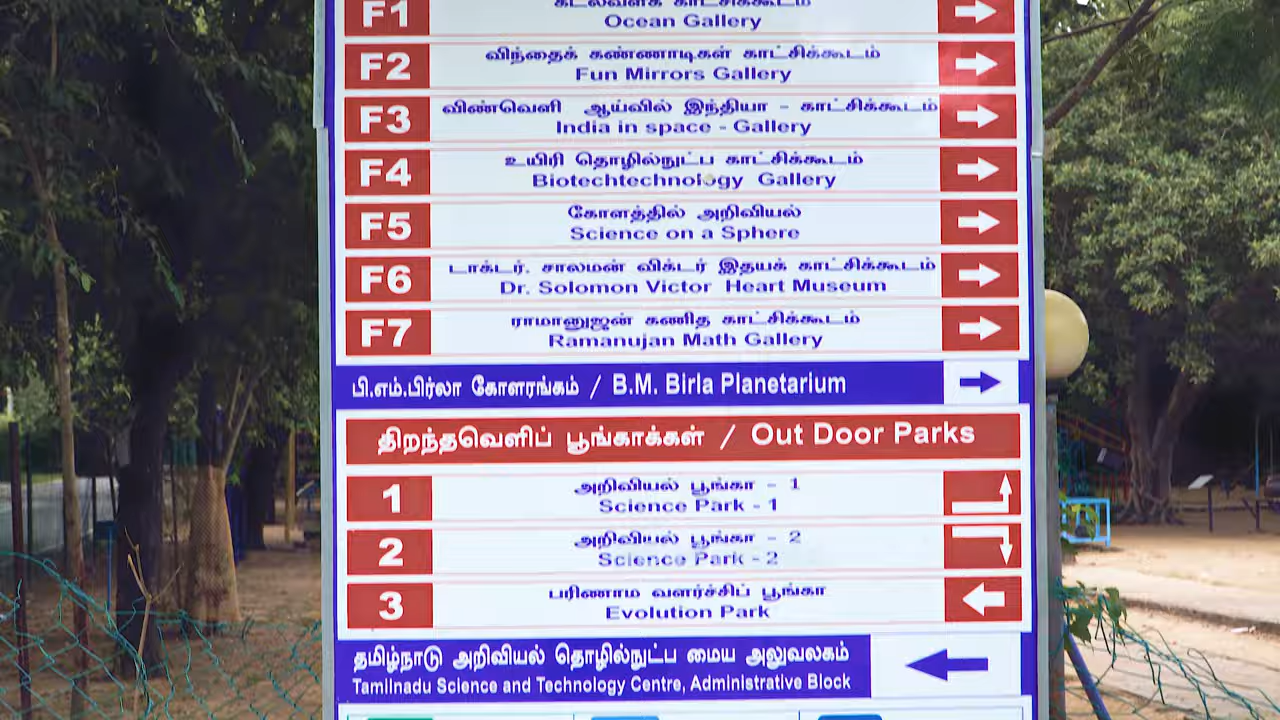 F1
கடல்வளக் காட்சிக்கூடம்
Ocean Gallery
F2
விந்தைக் கண்ணாடிகள் காட்சிக்கூடம்
Fun Mirrors Gallery
F3
விண்வெளி ஆய்வில் இந்தியா - காட்சிக்கூடம்
India in space - Gallery
F4
உயிரி தொழில்நுட்ப காட்சிக்கூடம்
Biotechtechnology Gallery
F5
கோளத்தில் அறிவியல்
Science on a Sphere
F6
டாக்டர். சாலமன் விக்டர் இதயக் காட்சிக்கூடம்
Dr. Solomon Victor Heart Museum
F7
ராமானுஜன் கணித காட்சிக்கூடம்
Ramanujan Math Gallery
பி.எம்.பிர்லா கோளரங்கம் / B.M. Birla Planetarium
திறந்தவெளிப் பூங்காக்கள் / Out Door Parks
1
அறிவியல் பூங்கா - 1
Science Park - 1
2
அறிவியல் பூங்கா - 2
Science Park - 2
3
பரிணாம வளர்ச்சிப் பூங்கா
Evolution Park
தமிழ்நாடு அறிவியல் தொழில்நுட்ப மைய அலுவலகம்
Tamilnadu Science and Technology Centre, Administrative Block